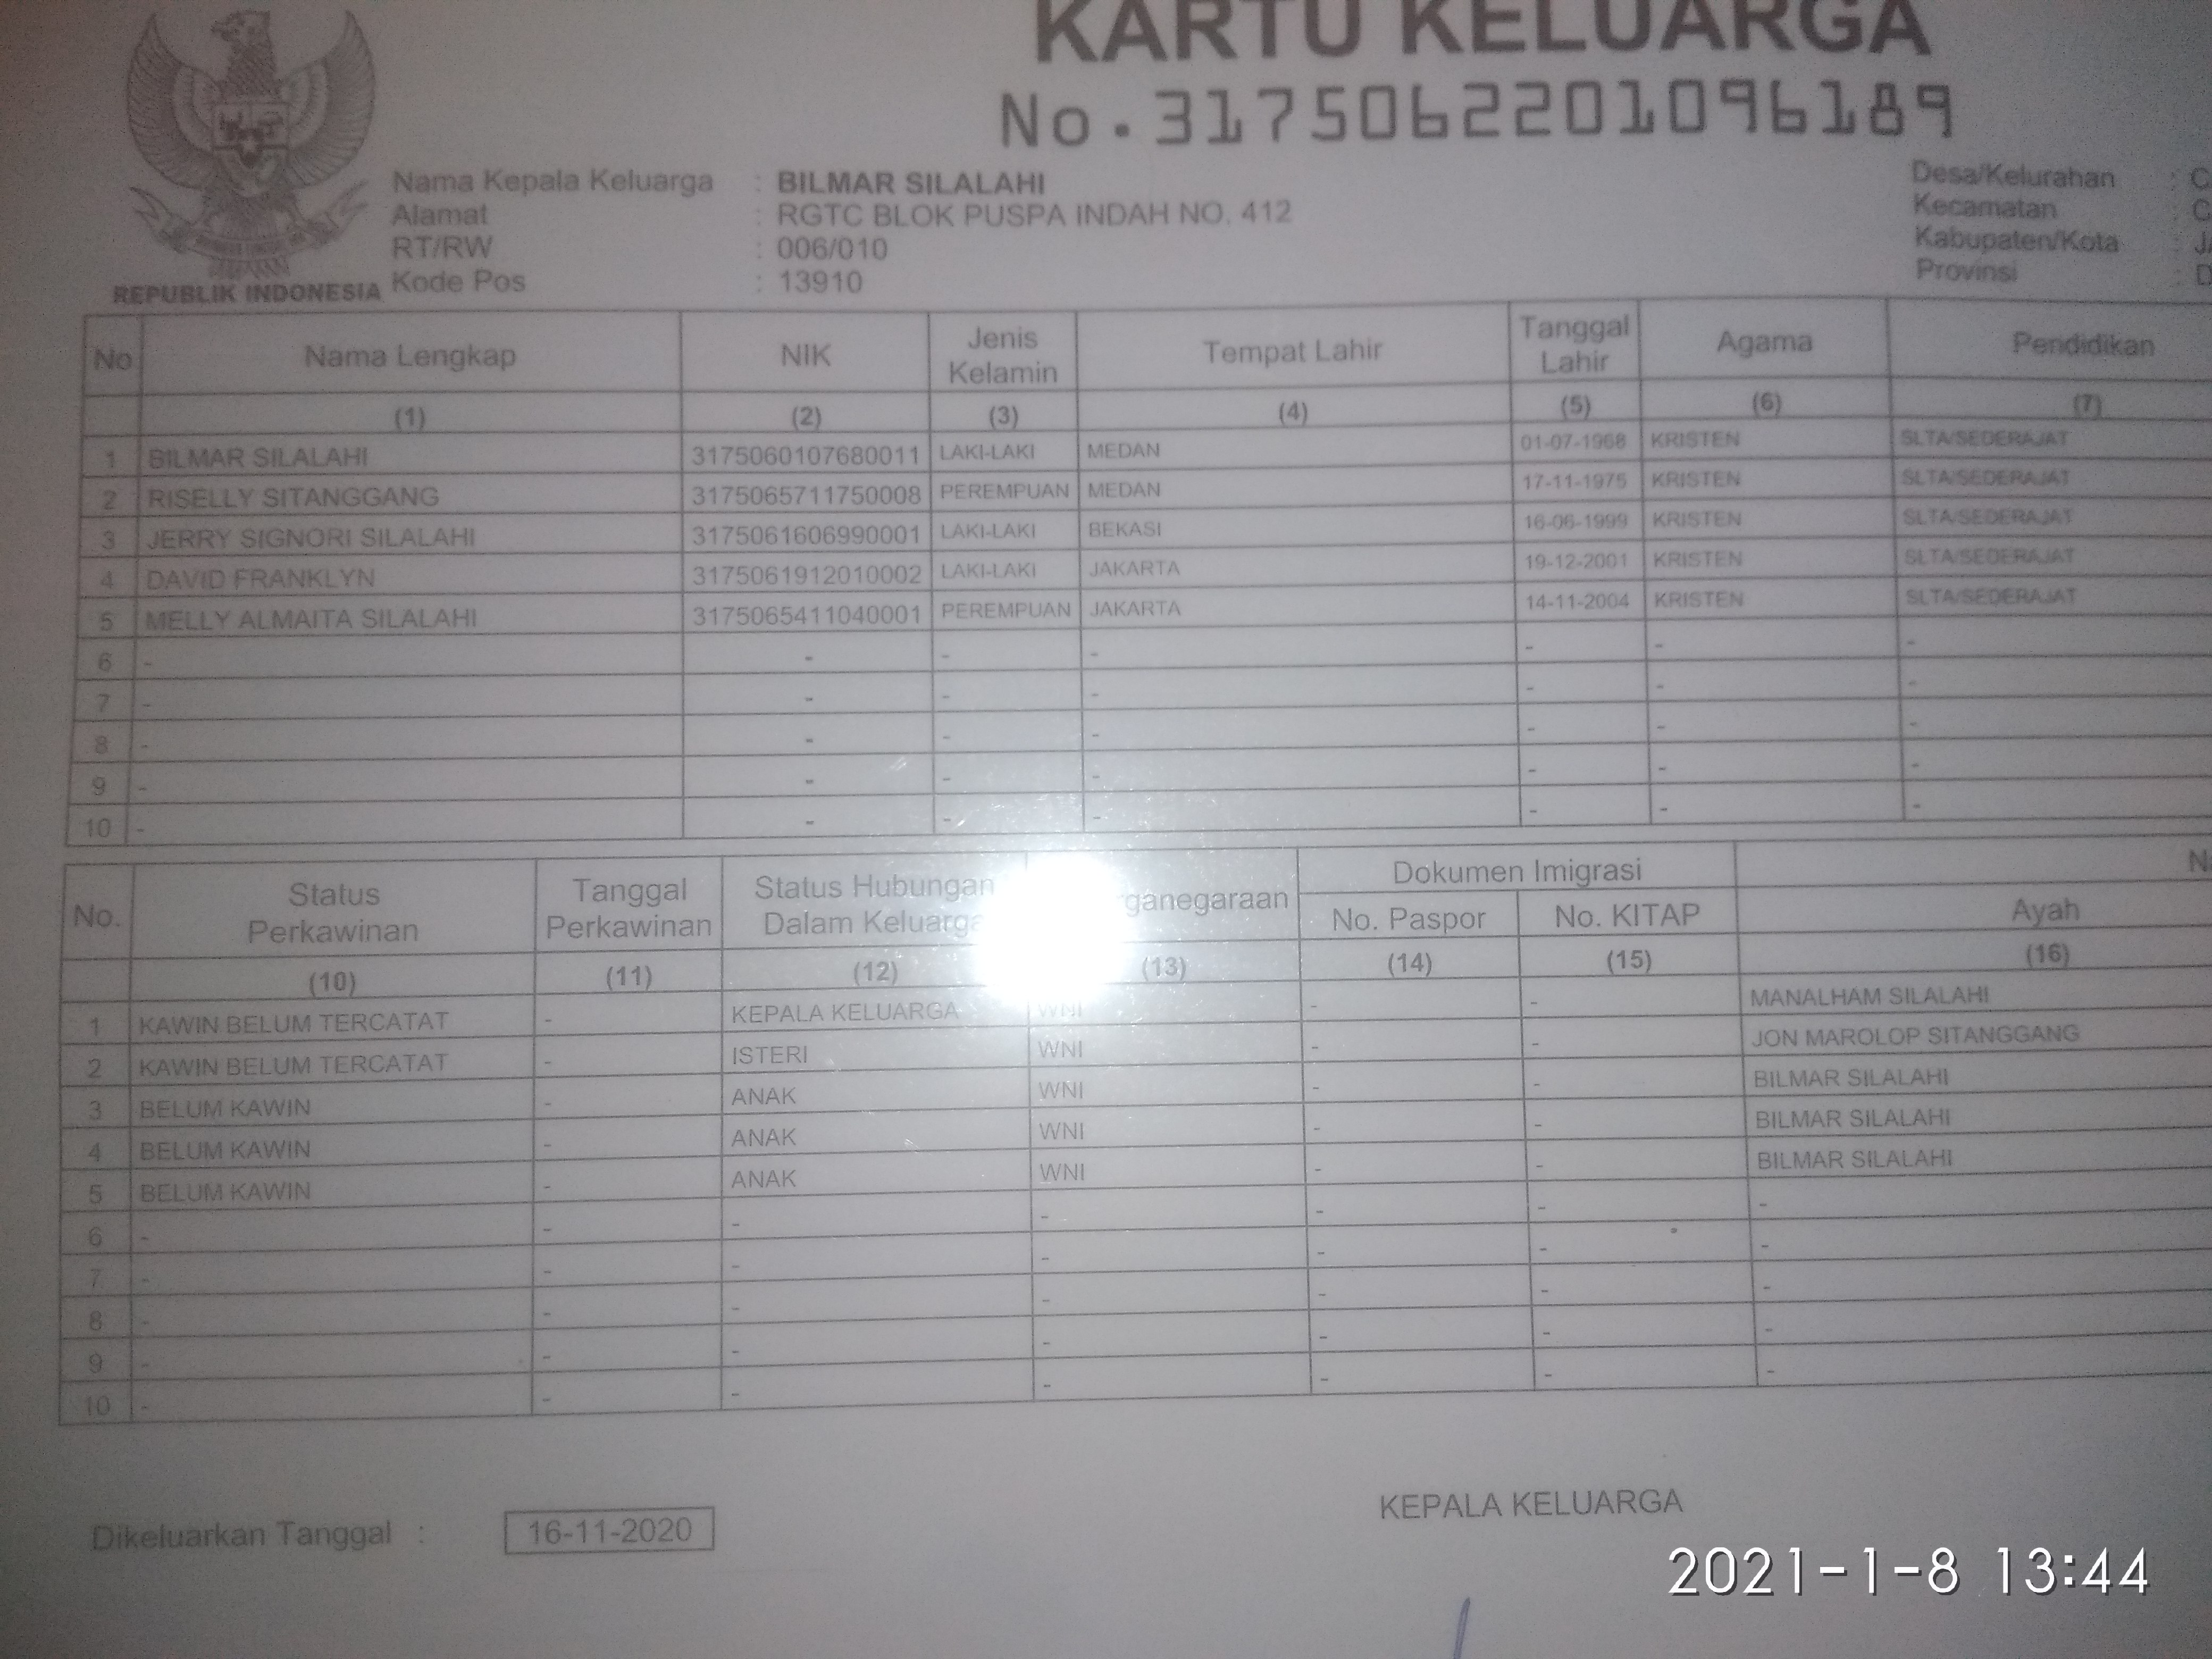 KARTU KELUARGA
No. 3175062201096189
Nama Kepala Keluarga : BILMAR SILALAHI
Alamat : RGTC BLOK PUSPA INDAH NO. 412
RT/RW : 006/010
Kode Pos : 13910
Desa/Kelurahan : C
Kecamatan : C
Kabupaten/Kota : JA
Provinsi : D
REPUBLIK INDONESIA
No Nama Lengkap NIK Jenis Kelamin Tempat Lahir Tanggal Lahir Agama Pendidikan
(1) (2) (3) (4) (5) (6) (7)
1 BILMAR SILALAHI 3175060107680011 LAKI-LAKI MEDAN 01-07-1968 KRISTEN SLTA/SEDERAJAT
2 RISELLY SITANGGANG 3175065711750008 PEREMPUAN MEDAN 17-11-1975 KRISTEN SLTA/SEDERAJAT
3 JERRY SIGNORI SILALAHI 3175061606990001 LAKI-LAKI BEKASI 16-06-1999 KRISTEN SLTA/SEDERAJAT
4 DAVID FRANKLYN 3175061912010002 LAKI-LAKI JAKARTA 19-12-2001 KRISTEN SLTA/SEDERAJAT
5 MELLY ALMAITA SILALAHI 3175065411040001 PEREMPUAN JAKARTA 14-11-2004 KRISTEN SLTA/SEDERAJAT
6 - - - - - - -
7 - - - - - - -
8 - - - - - - -
9 - - - - - - -
10 - - - - - - -
No. Status Perkawinan Tanggal Perkawinan Status Hubungan Dalam Keluarga ganegaraan Dokumen Imigrasi Na
No. Paspor No. KITAP Ayah
(10) (11) (12) (13) (14) (15) (16)
1 KAWIN BELUM TERCATAT - KEPALA KELUARGA WNI - - MANALHAM SILALAHI
2 KAWIN BELUM TERCATAT - ISTERI WNI - - JON MAROLOP SITANGGANG
3 BELUM KAWIN - ANAK WNI - - BILMAR SILALAHI
4 BELUM KAWIN - ANAK WNI - - BILMAR SILALAHI
5 BELUM KAWIN - ANAK WNI - - BILMAR SILALAHI
6 - - - - - - -
7 - - - - - - -
8 - - - - - - -
9 - - - - - - -
10 - - - - - - -
Dikeluarkan Tanggal : 16-11-2020
KEPALA KELUARGA
2021-1-8 13:44